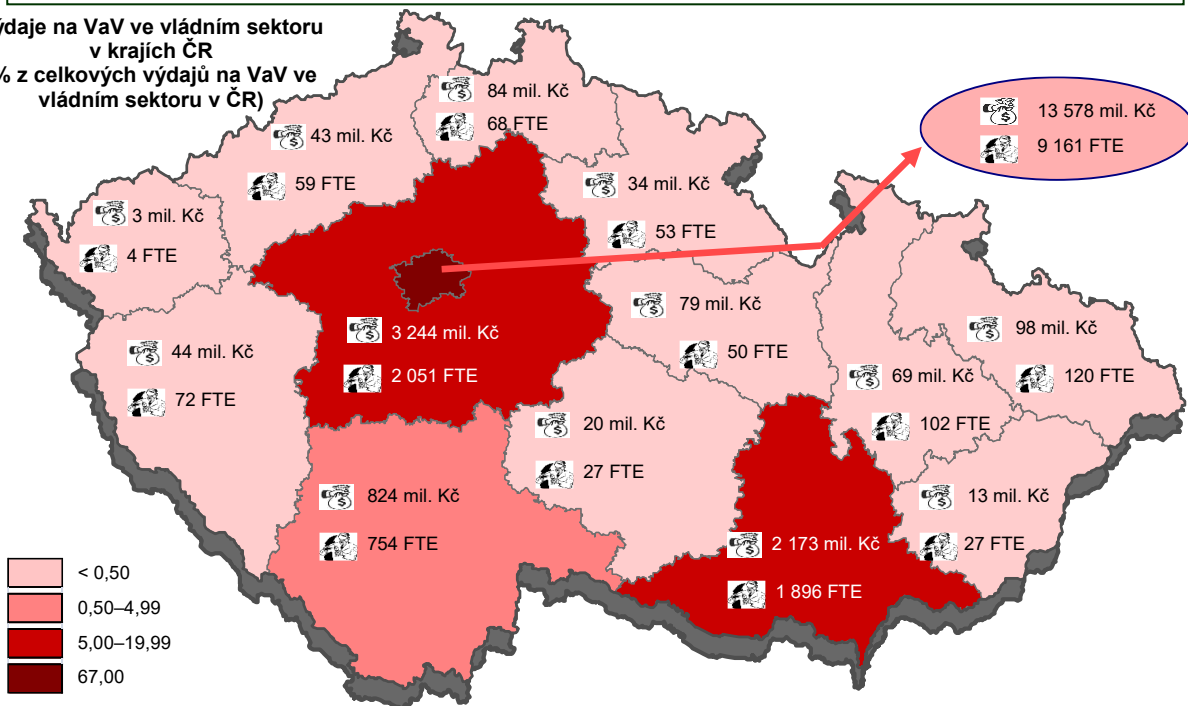 ýdaje na VaV ve vládním sektoru
v krajích ČR
% z celkových výdajů na VaV ve
vládním sektoru v ČR)
84 mil. Kč
68 FTE
13 578 mil. Kč
9 161 FTE
43 mil. Kč
59 FTE
34 mil. Kč
53 FTE
3 mil. Kč
4 FTE
79 mil. Kč
50 FTE
3 244 mil. Kč
2 051 FTE
98 mil. Kč
120 FTE
44 mil. Kč
72 FTE
69 mil. Kč
102 FTE
20 mil. Kč
27 FTE
824 mil. Kč
754 FTE
13 mil. Kč
27 FTE
2 173 mil. Kč
1 896 FTE
< 0,50
0,50–4,99
5,00–19,99
67,00